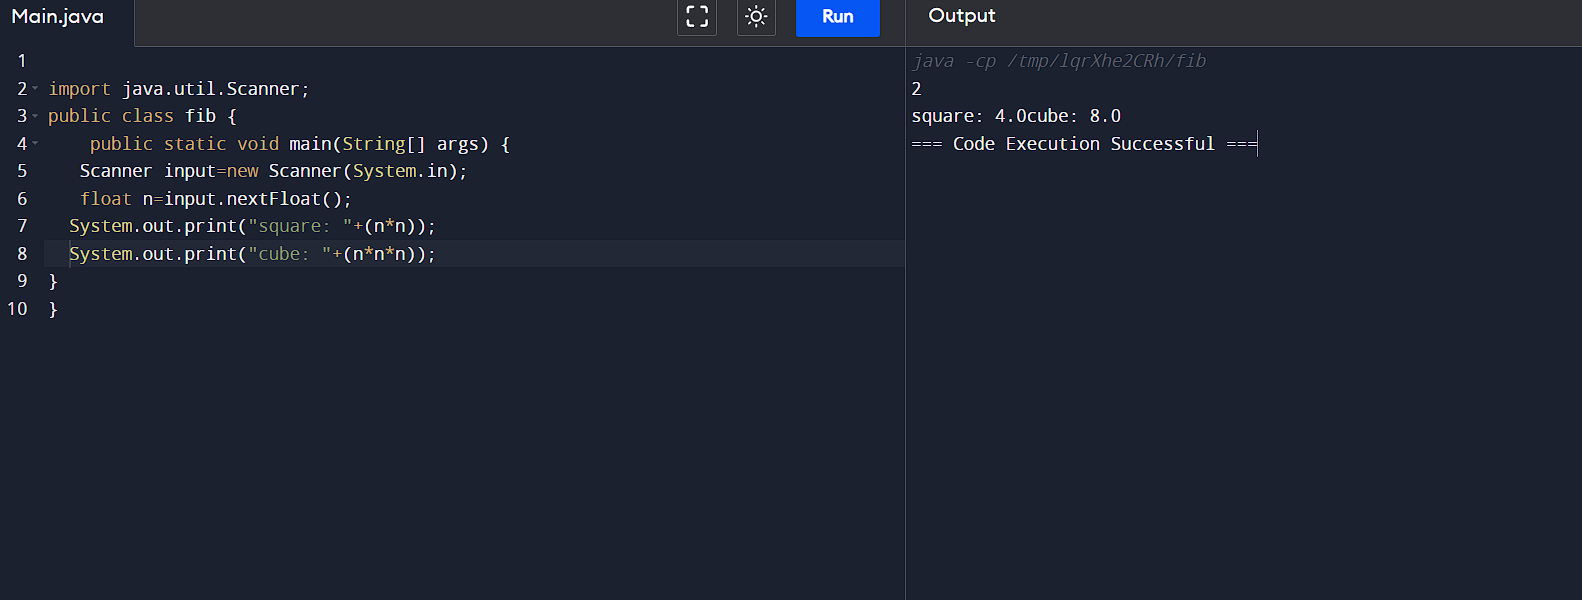 Main.java
Run
Output
1
2 import java.util.Scanner;
3 public class fib {
4     public static void main(String[] args) {
5    Scanner input=new Scanner(System.in);
6    float n=input.nextFloat();
7   System.out.print("square: "+(n*n));
8   System.out.print("cube: "+(n*n*n));
9 }
10 }
java -cp /tmp/lqrXhe2CRh/fib
2
square: 4.0cube: 8.0
=== Code Execution Successful ===